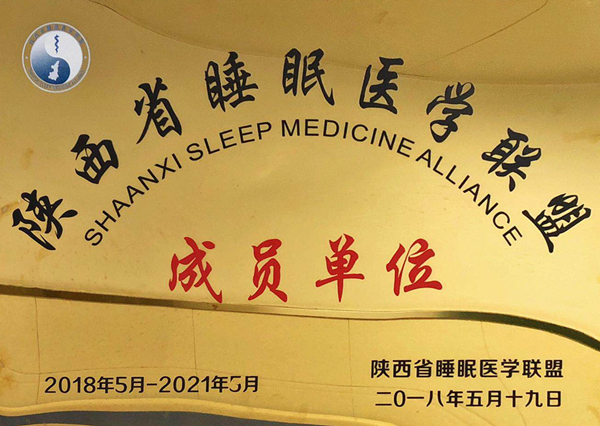 陕西省睡眠医学联盟
SHAANXI SLEEP MEDICINE ALLIANCE
成员单位
2018年5月-2021年5月
陕西省睡眠医学联盟
二〇一八年五月十九日